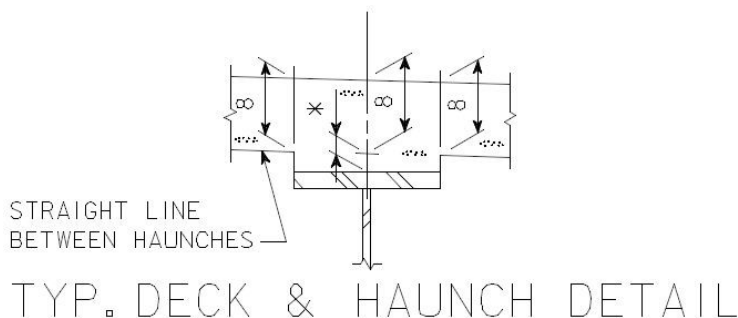 8 * 8 8
STRAIGHT LINE
BETWEEN HAUNCHES
TYP. DECK & HAUNCH DETAIL